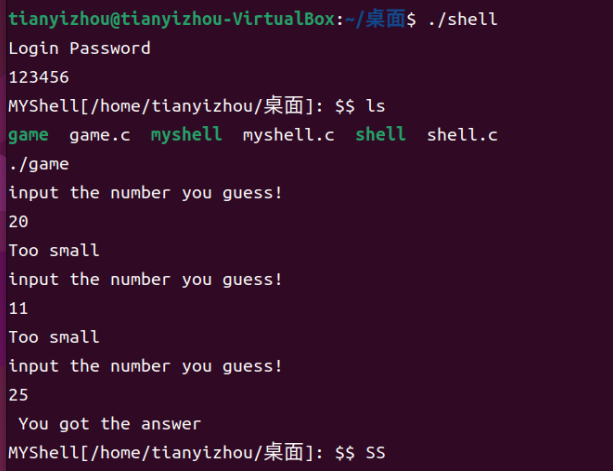 tianyizhou@tianyizhou-VirtualBox:~/桌面$ ./shell
Login Password
123456
MYShell[/home/tianyizhou/桌面]: $$ ls
game  game.c  myshell  myshell.c  shell  shell.c
./game
input the number you guess!
20
Too small
input the number you guess!
11
Too small
input the number you guess!
25
 You got the answer
MYShell[/home/tianyizhou/桌面]: $$ SS